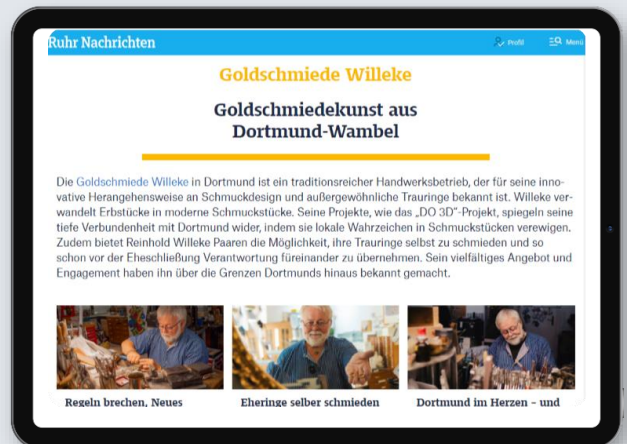 Ruhr Nachrichten
Profil
Menü
Goldschmiede Willeke
Goldschmiedekunst aus
Dortmund-Wambel
Die Goldschmiede Willeke in Dortmund ist ein traditionsreicher Handwerksbetrieb, der für seine inno-
vative Herangehensweise an Schmuckdesign und außergewöhnliche Trauringe bekannt ist. Willeke ver-
wandelt Erbstücke in moderne Schmuckstücke. Seine Projekte, wie das „DO 3D“-Projekt, spiegeln seine
tiefe Verbundenheit mit Dortmund wider, indem sie lokale Wahrzeichen in Schmuckstücken verewigen.
Zudem bietet Reinhold Willeke Paaren die Möglichkeit, ihre Trauringe selbst zu schmieden und so
schon vor der Eheschließung Verantwortung füreinander zu übernehmen. Sein vielfältiges Angebot und
Engagement haben ihn über die Grenzen Dortmunds hinaus bekannt gemacht.
Regeln brechen, Neues
Eheringe selber schmieden
Dortmund im Herzen – und